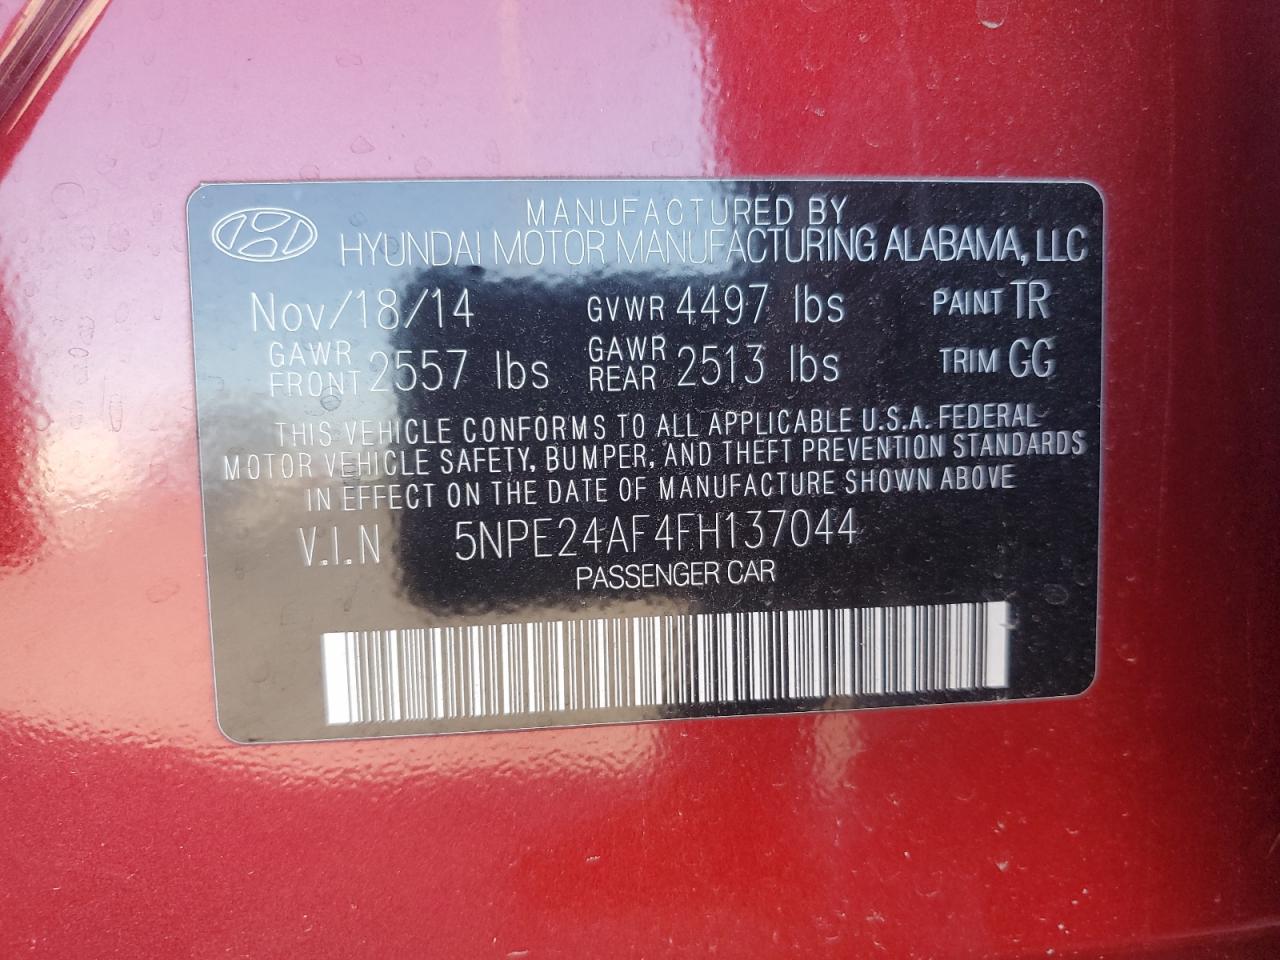 MANUFACTURED BY
HYUNDAI MOTOR MANUFACTURING ALABAMA, LLC
Nov/18/14 GVWR 4497 lbs PAINT TR
GAWR FRONT 2557 lbs GAWR REAR 2513 lbs TRIM GG
THIS VEHICLE CONFORMS TO ALL APPLICABLE U.S.A. FEDERAL
MOTOR VEHICLE SAFETY, BUMPER, AND THEFT PREVENTION STANDARDS
IN EFFECT ON THE DATE OF MANUFACTURE SHOWN ABOVE
V.I.N 5NPE24AF4FH137044
PASSENGER CAR